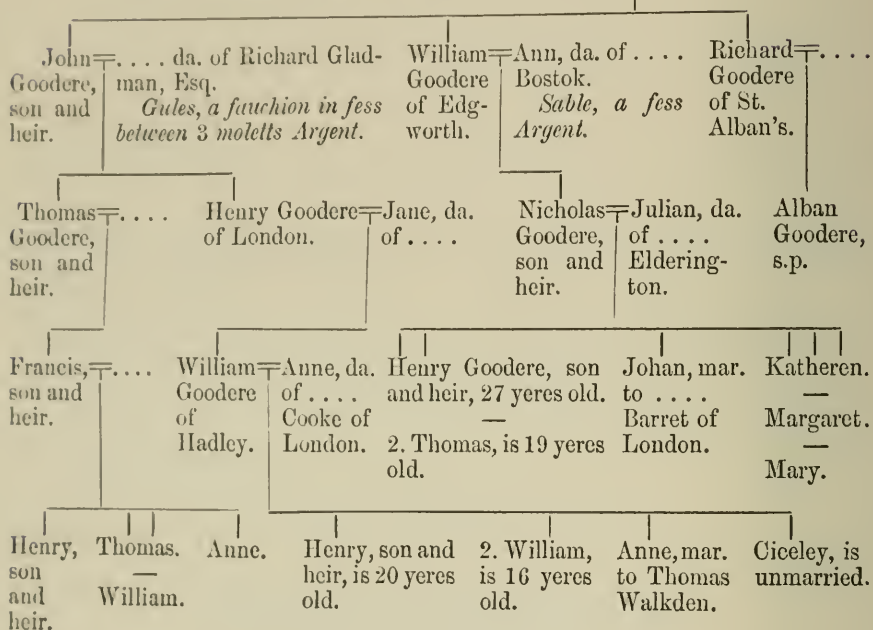 John=.... da. of Richard Glad-
Goodere, man, Esq.
son and Gules, a fauchion in fess
heir. between 3 moletts Argent.
William=Ann, da. of ....
Goodere Bostok.
of Edg- Sable, a fess
worth. Argent.
Richard=....
Goodere
of St.
Alban's.
Thomas=....
Goodere,
son and
heir.
Henry Goodere=Jane, da.
of London. of ....
Nicholas=Julian, da.
Goodere, of ....
son and Eldering-
heir. ton.
Alban
Goodere,
s.p.
Francis,=....
son and
heir.
William=Anne, da.
Goodere of ....
of Cooke of
Hadley. London.
Henry Goodere, son
and heir, 27 yeres old.
—
2. Thomas, is 19 yeres
old.
Johan, mar.
to ....
Barret of
London.
Katheren.
—
Margaret.
—
Mary.
Henry,
son
and
heir.
Thomas.
—
William.
Anne.
Henry, son and
heir, is 20 yeres
old.
2. William,
is 16 yeres
old.
Anne, mar.
to Thomas
Walkden.
Ciceley, is
unmarried.